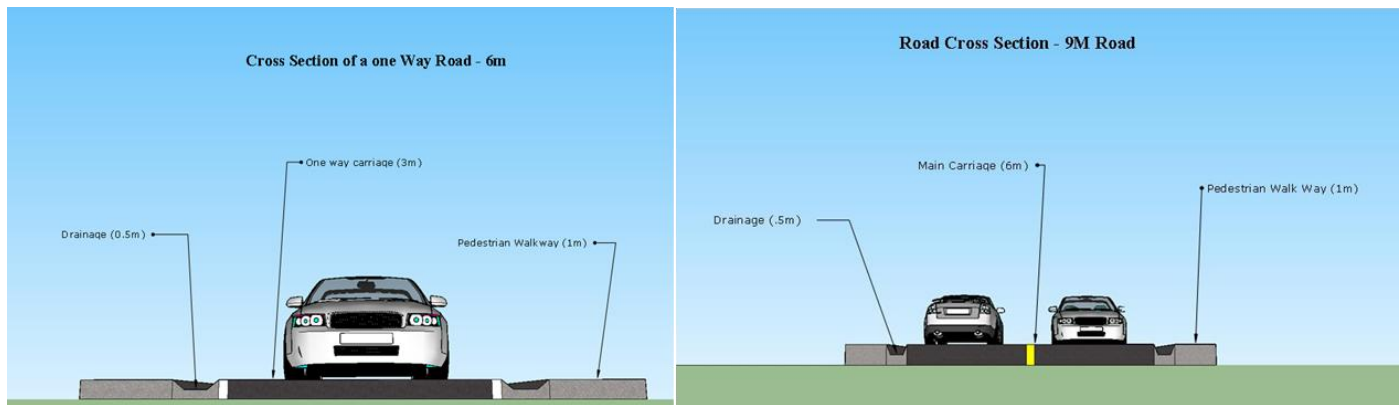 Cross Section of a one Way Road - 6m
One way carriage (3m)
Drainage (0.5m)
Pedestrian Walkway (1m)
Road Cross Section - 9M Road
Main Carriage (6m)
Pedestrian Walk Way (1m)
Drainage (.5m)